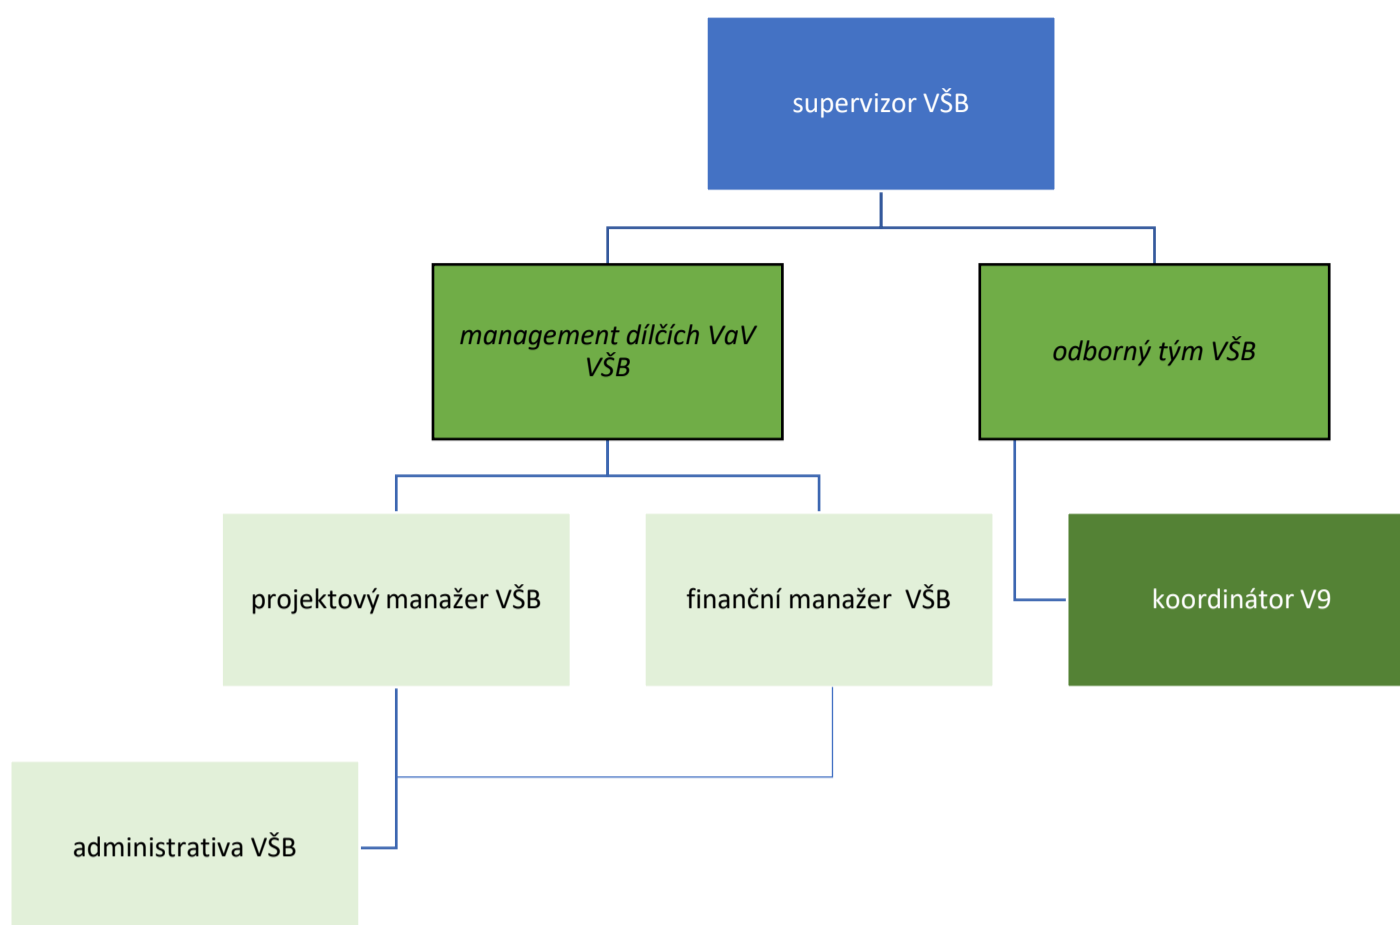 supervizor VŠB
management dílčích VaV
VŠB
odborný tým VŠB
projektový manažer VŠB
finanční manažer  VŠB
koordinátor V9
administrativa VŠB